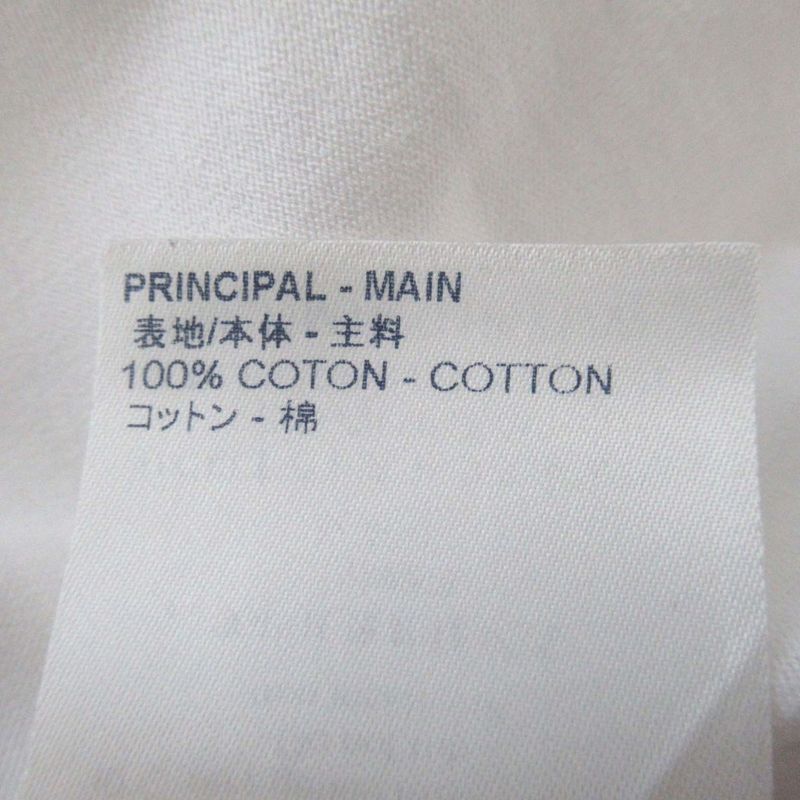 PRINCIPAL - MAIN
表地/本体 - 主料
100% COTON - COTTON
コットン - 棉